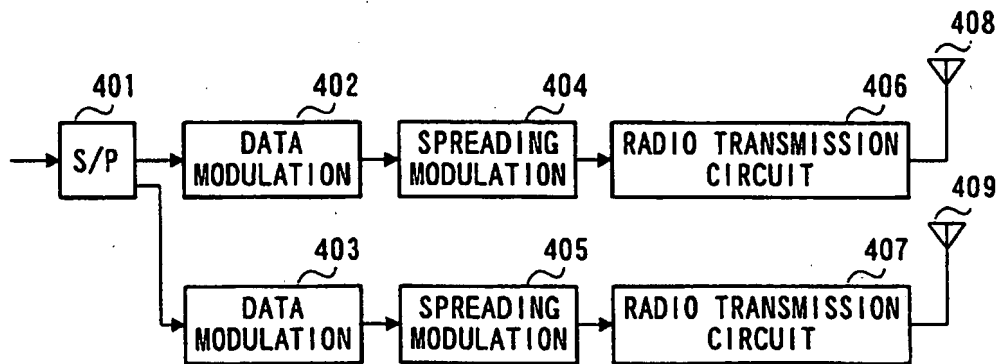 408
401
402
404
406
S/P
DATA
MODULATION
SPREADING
MODULATION
RADIO TRANSMISSION
CIRCUIT
409
403
405
407
DATA
MODULATION
SPREADING
MODULATION
RADIO TRANSMISSION
CIRCUIT